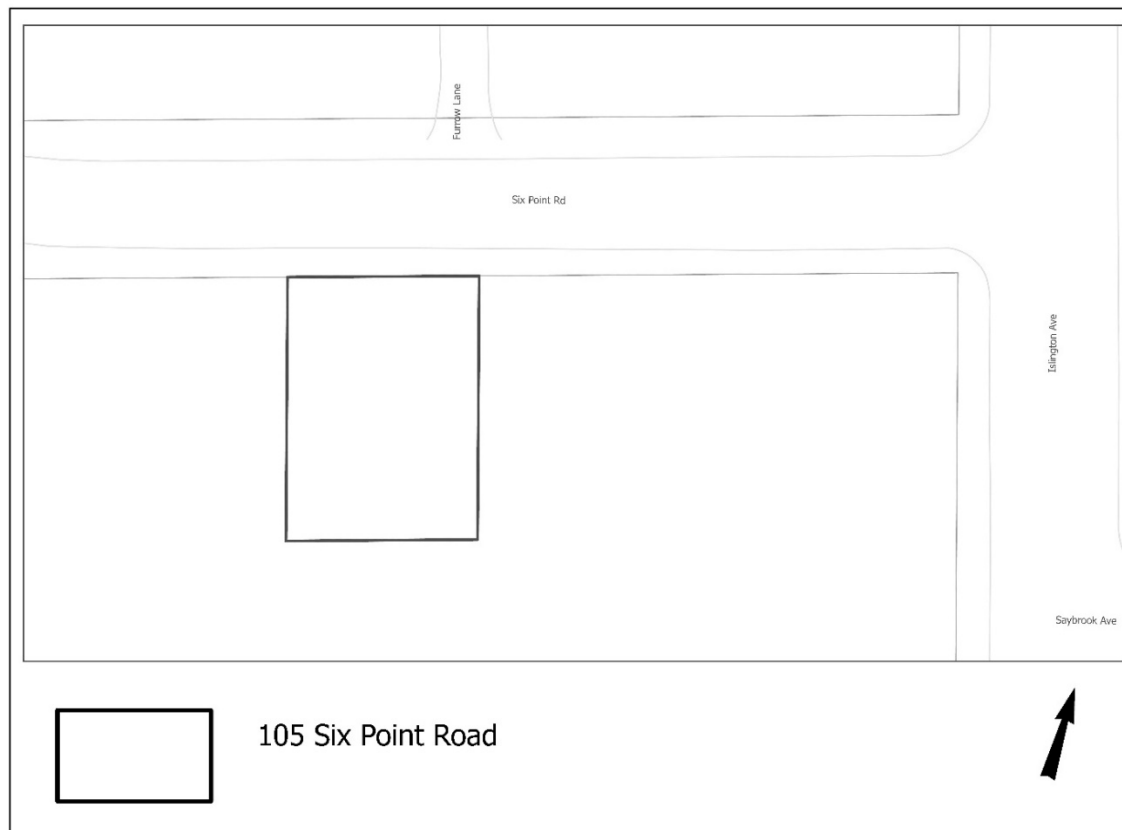 Furrow Lane
Six Point Rd
Islington Ave
Saybrook Ave
105 Six Point Road